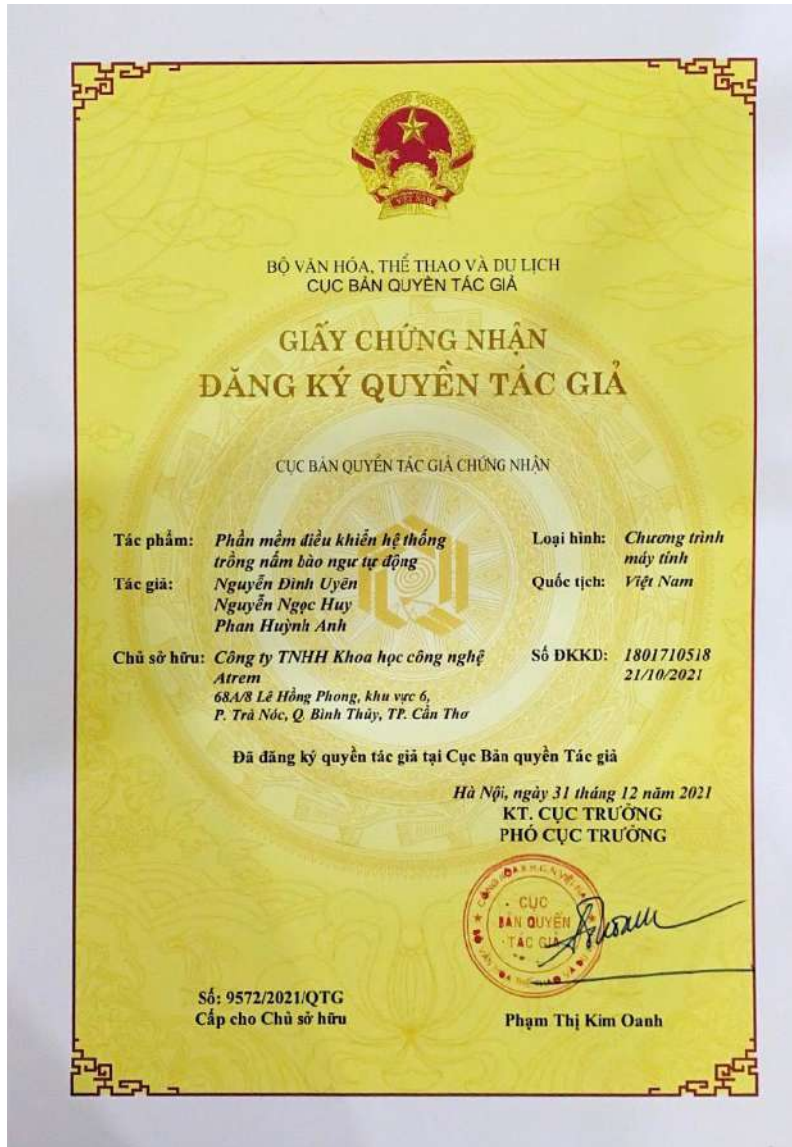 VIỆT NAM
BỘ VĂN HÓA, THỂ THAO VÀ DU LỊCH
CỤC BẢN QUYỀN TÁC GIẢ
GIẤY CHỨNG NHẬN
ĐĂNG KÝ QUYỀN TÁC GIẢ
CỤC BẢN QUYỀN TÁC GIẢ CHỨNG NHẬN
Tác phẩm: Phần mềm điều khiển hệ thống
trồng nấm bào ngư tự động
Loại hình: Chương trình
máy tính
Tác giả: Nguyễn Đình Uyên
Nguyễn Ngọc Huy
Phan Huỳnh Anh
Quốc tịch: Việt Nam
Chủ sở hữu: Công ty TNHH Khoa học công nghệ
Atrem
68A/8 Lê Hồng Phong, khu vực 6,
P. Trà Nóc, Q. Bình Thủy, TP. Cần Thơ
Số ĐKKD: 1801710518
21/10/2021
Đã đăng ký quyền tác giả tại Cục Bản quyền Tác giả
Hà Nội, ngày 31 tháng 12 năm 2021
KT. CỤC TRƯỞNG
PHÓ CỤC TRƯỞNG
CỤC
BẢN QUYỀN
TÁC GIẢ
Số: 9572/2021/QTG
Cấp cho Chủ sở hữu
Phạm Thị Kim Oanh